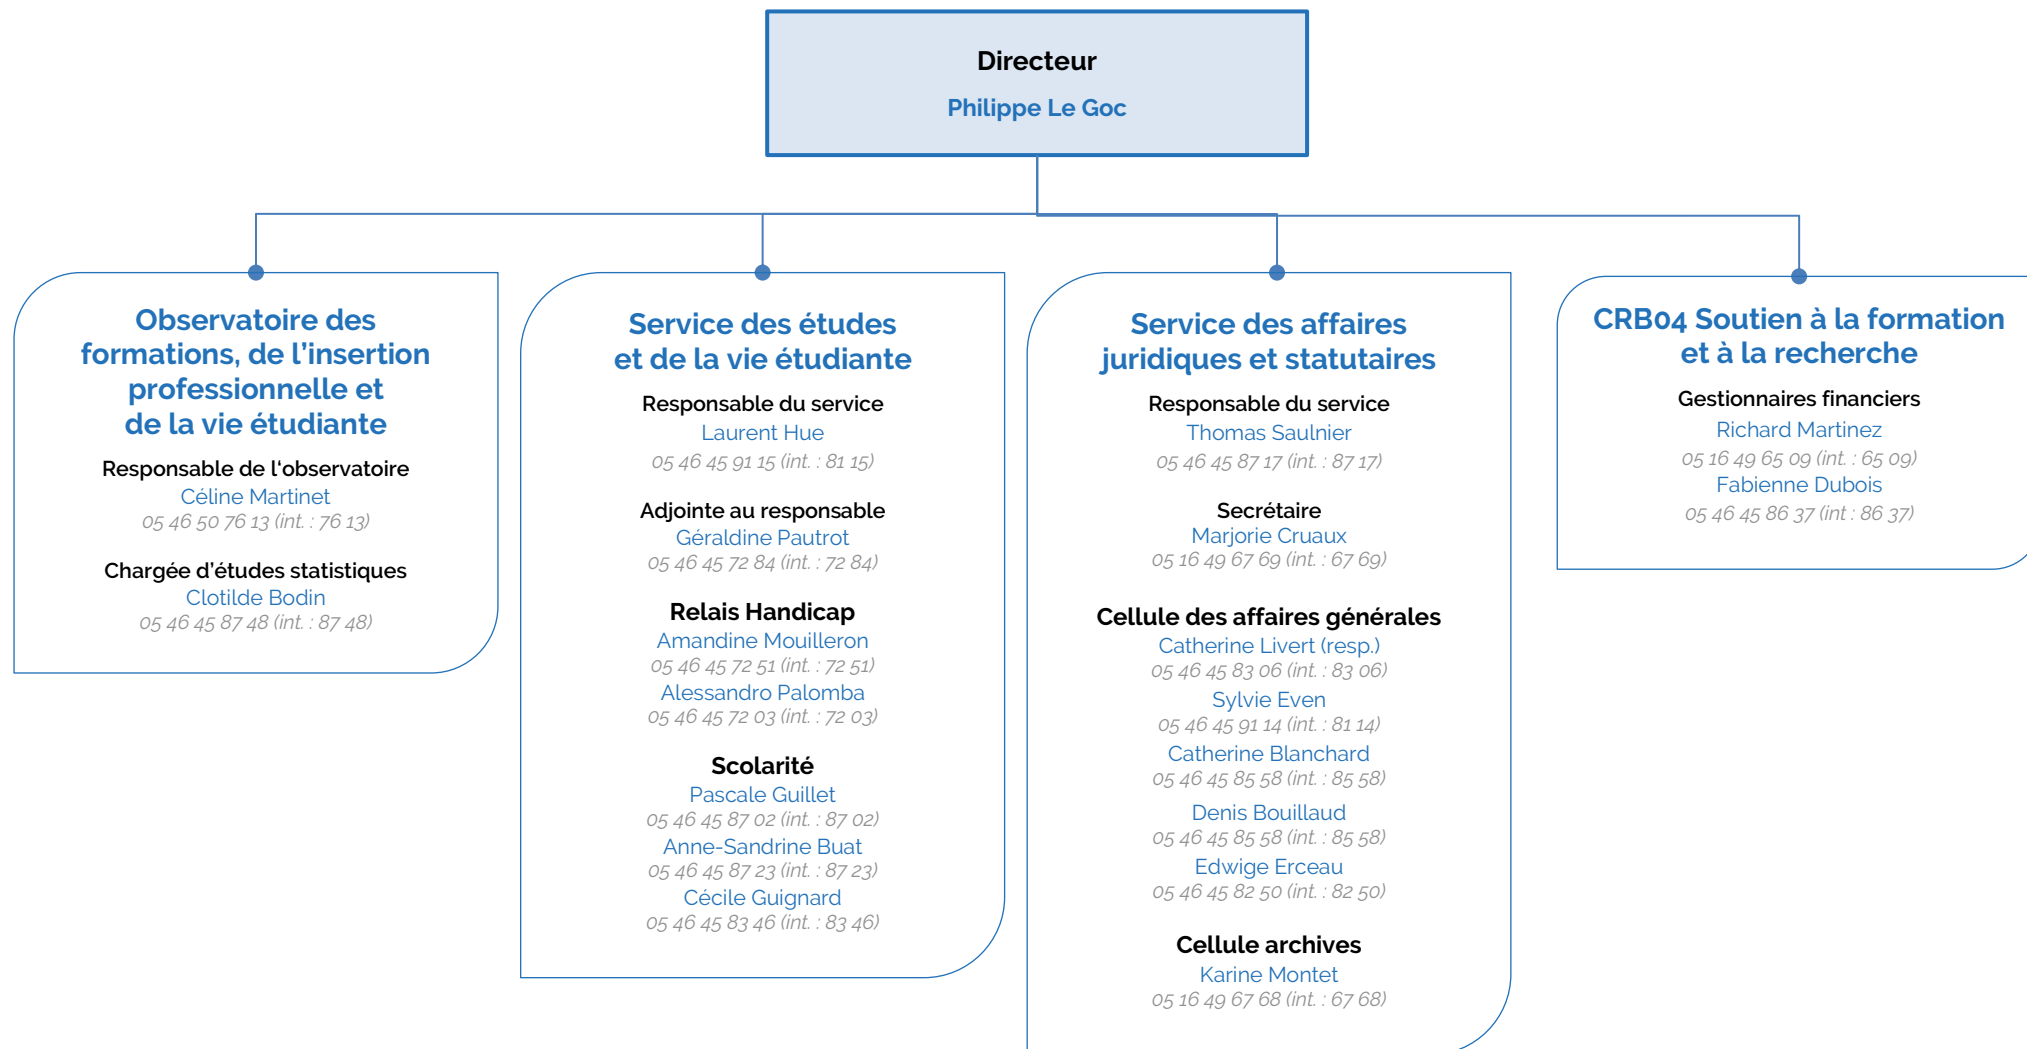 Directeur
Philippe Le Goc
Observatoire des
formations, de l'insertion
professionnelle et
de la vie étudiante
Responsable de l'observatoire
Céline Martinet
05 46 50 76 13 (int. : 76 13)
Chargée d'études statistiques
Clotilde Bodin
05 46 45 87 48 (int. : 87 48)
Service des études
et de la vie étudiante
Responsable du service
Laurent Hue
05 46 45 91 15 (int. : 81 15)
Adjointe au responsable
Géraldine Pautrot
05 46 45 72 84 (int. : 72 84)
Relais Handicap
Amandine Mouilleron
05 46 45 72 51 (int. : 72 51)
Alessandro Palomba
05 46 45 72 03 (int. : 72 03)
Scolarité
Pascale Guillet
05 46 45 87 02 (int. : 87 02)
Anne-Sandrine Buat
05 46 45 87 23 (int. : 87 23)
Cécile Guignard
05 46 45 83 46 (int. : 83 46)
Service des affaires
juridiques et statutaires
Responsable du service
Thomas Saulnier
05 46 45 87 17 (int. : 87 17)
Secrétaire
Marjorie Cruaux
05 16 49 67 69 (int. : 67 69)
Cellule des affaires générales
Catherine Livert (resp.)
05 46 45 83 06 (int. : 83 06)
Sylvie Even
05 46 45 91 14 (int. : 81 14)
Catherine Blanchard
05 46 45 85 58 (int. : 85 58)
Denis Bouillaud
05 46 45 85 58 (int. : 85 58)
Edwige Erceau
05 46 45 82 50 (int. : 82 50)
Cellule archives
Karine Montet
05 16 49 67 68 (int. : 67 68)
CRB04 Soutien à la formation
et à la recherche
Gestionnaires financiers
Richard Martinez
05 16 49 65 09 (int. : 65 09)
Fabienne Dubois
05 46 45 86 37 (int : 86 37)